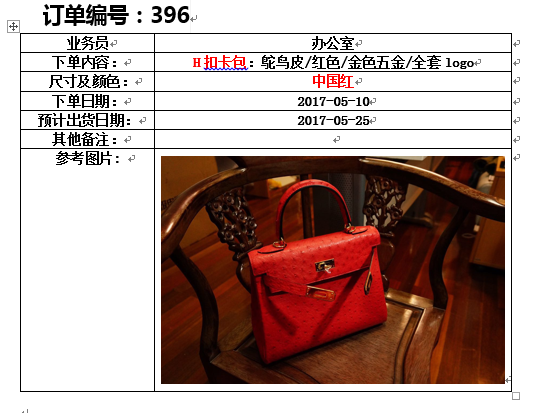 订单编号：396
业务员 办公室
下单内容： H扣卡包：鸵鸟皮/红色/金色五金/全套 logo
尺寸及颜色： 中国红
下单日期： 2017-05-10
预计出货日期： 2017-05-25
其他备注：
参考图片：